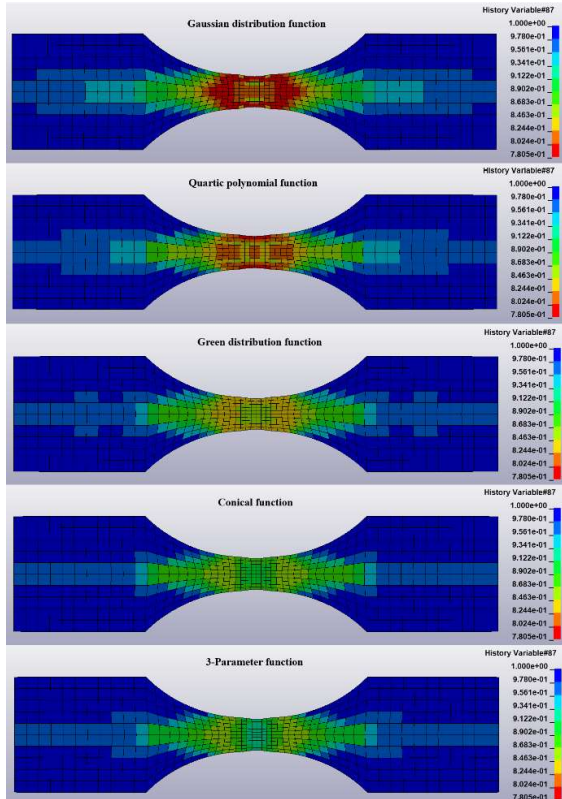 History Variable#87
Gaussian distribution function
1.000e+00
9.780e-01
9.561e-01
9.341e-01
9.122e-01
8.902e-01
8.683e-01
8.463e-01
8.244e-01
8.024e-01
7.805e-01
History Variable#87
Quartic polynomial function
1.000e+00
9.780e-01
9.561e-01
9.341e-01
9.122e-01
8.902e-01
8.683e-01
8.463e-01
8.244e-01
8.024e-01
7.805e-01
History Variable#87
Green distribution function
1.000e+00
9.780e-01
9.561e-01
9.341e-01
9.122e-01
8.902e-01
8.683e-01
8.463e-01
8.244e-01
8.024e-01
7.805e-01
History Variable#87
Conical function
1.000e+00
9.780e-01
9.561e-01
9.341e-01
9.122e-01
8.902e-01
8.683e-01
8.463e-01
8.244e-01
8.024e-01
7.805e-01
History Variable#87
3-Parameter function
1.000e+00
9.780e-01
9.561e-01
9.341e-01
9.122e-01
8.902e-01
8.683e-01
8.463e-01
8.244e-01
8.024e-01
7.805e-01